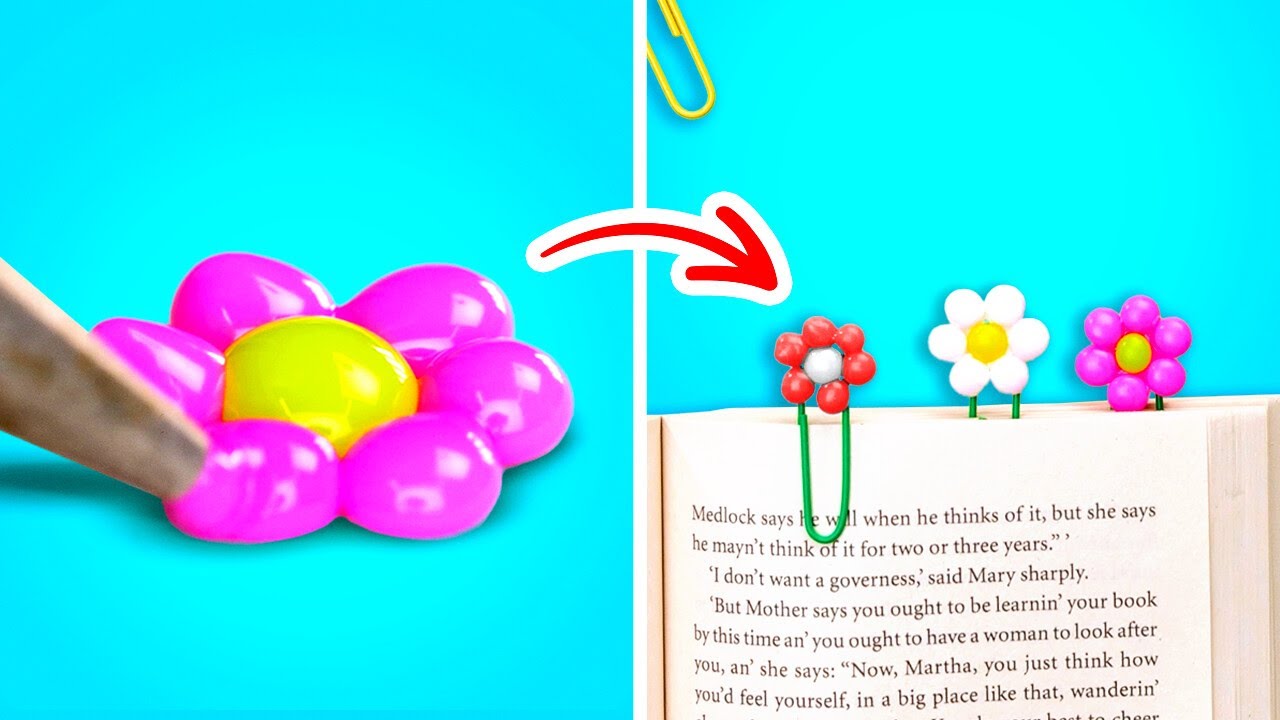 Medlock says he will when he thinks of it, but she says
he mayn't think of it for two or three years.” ’
‘I don't want a governess,’ said Mary sharply.
‘But Mother says you ought to be learnin’ your book
by this time an’ you ought to have a woman to look after
you, an’ she says: “Now, Martha, you just think how
you'd feel yourself, in a big place like that, wanderin’
best to cheer